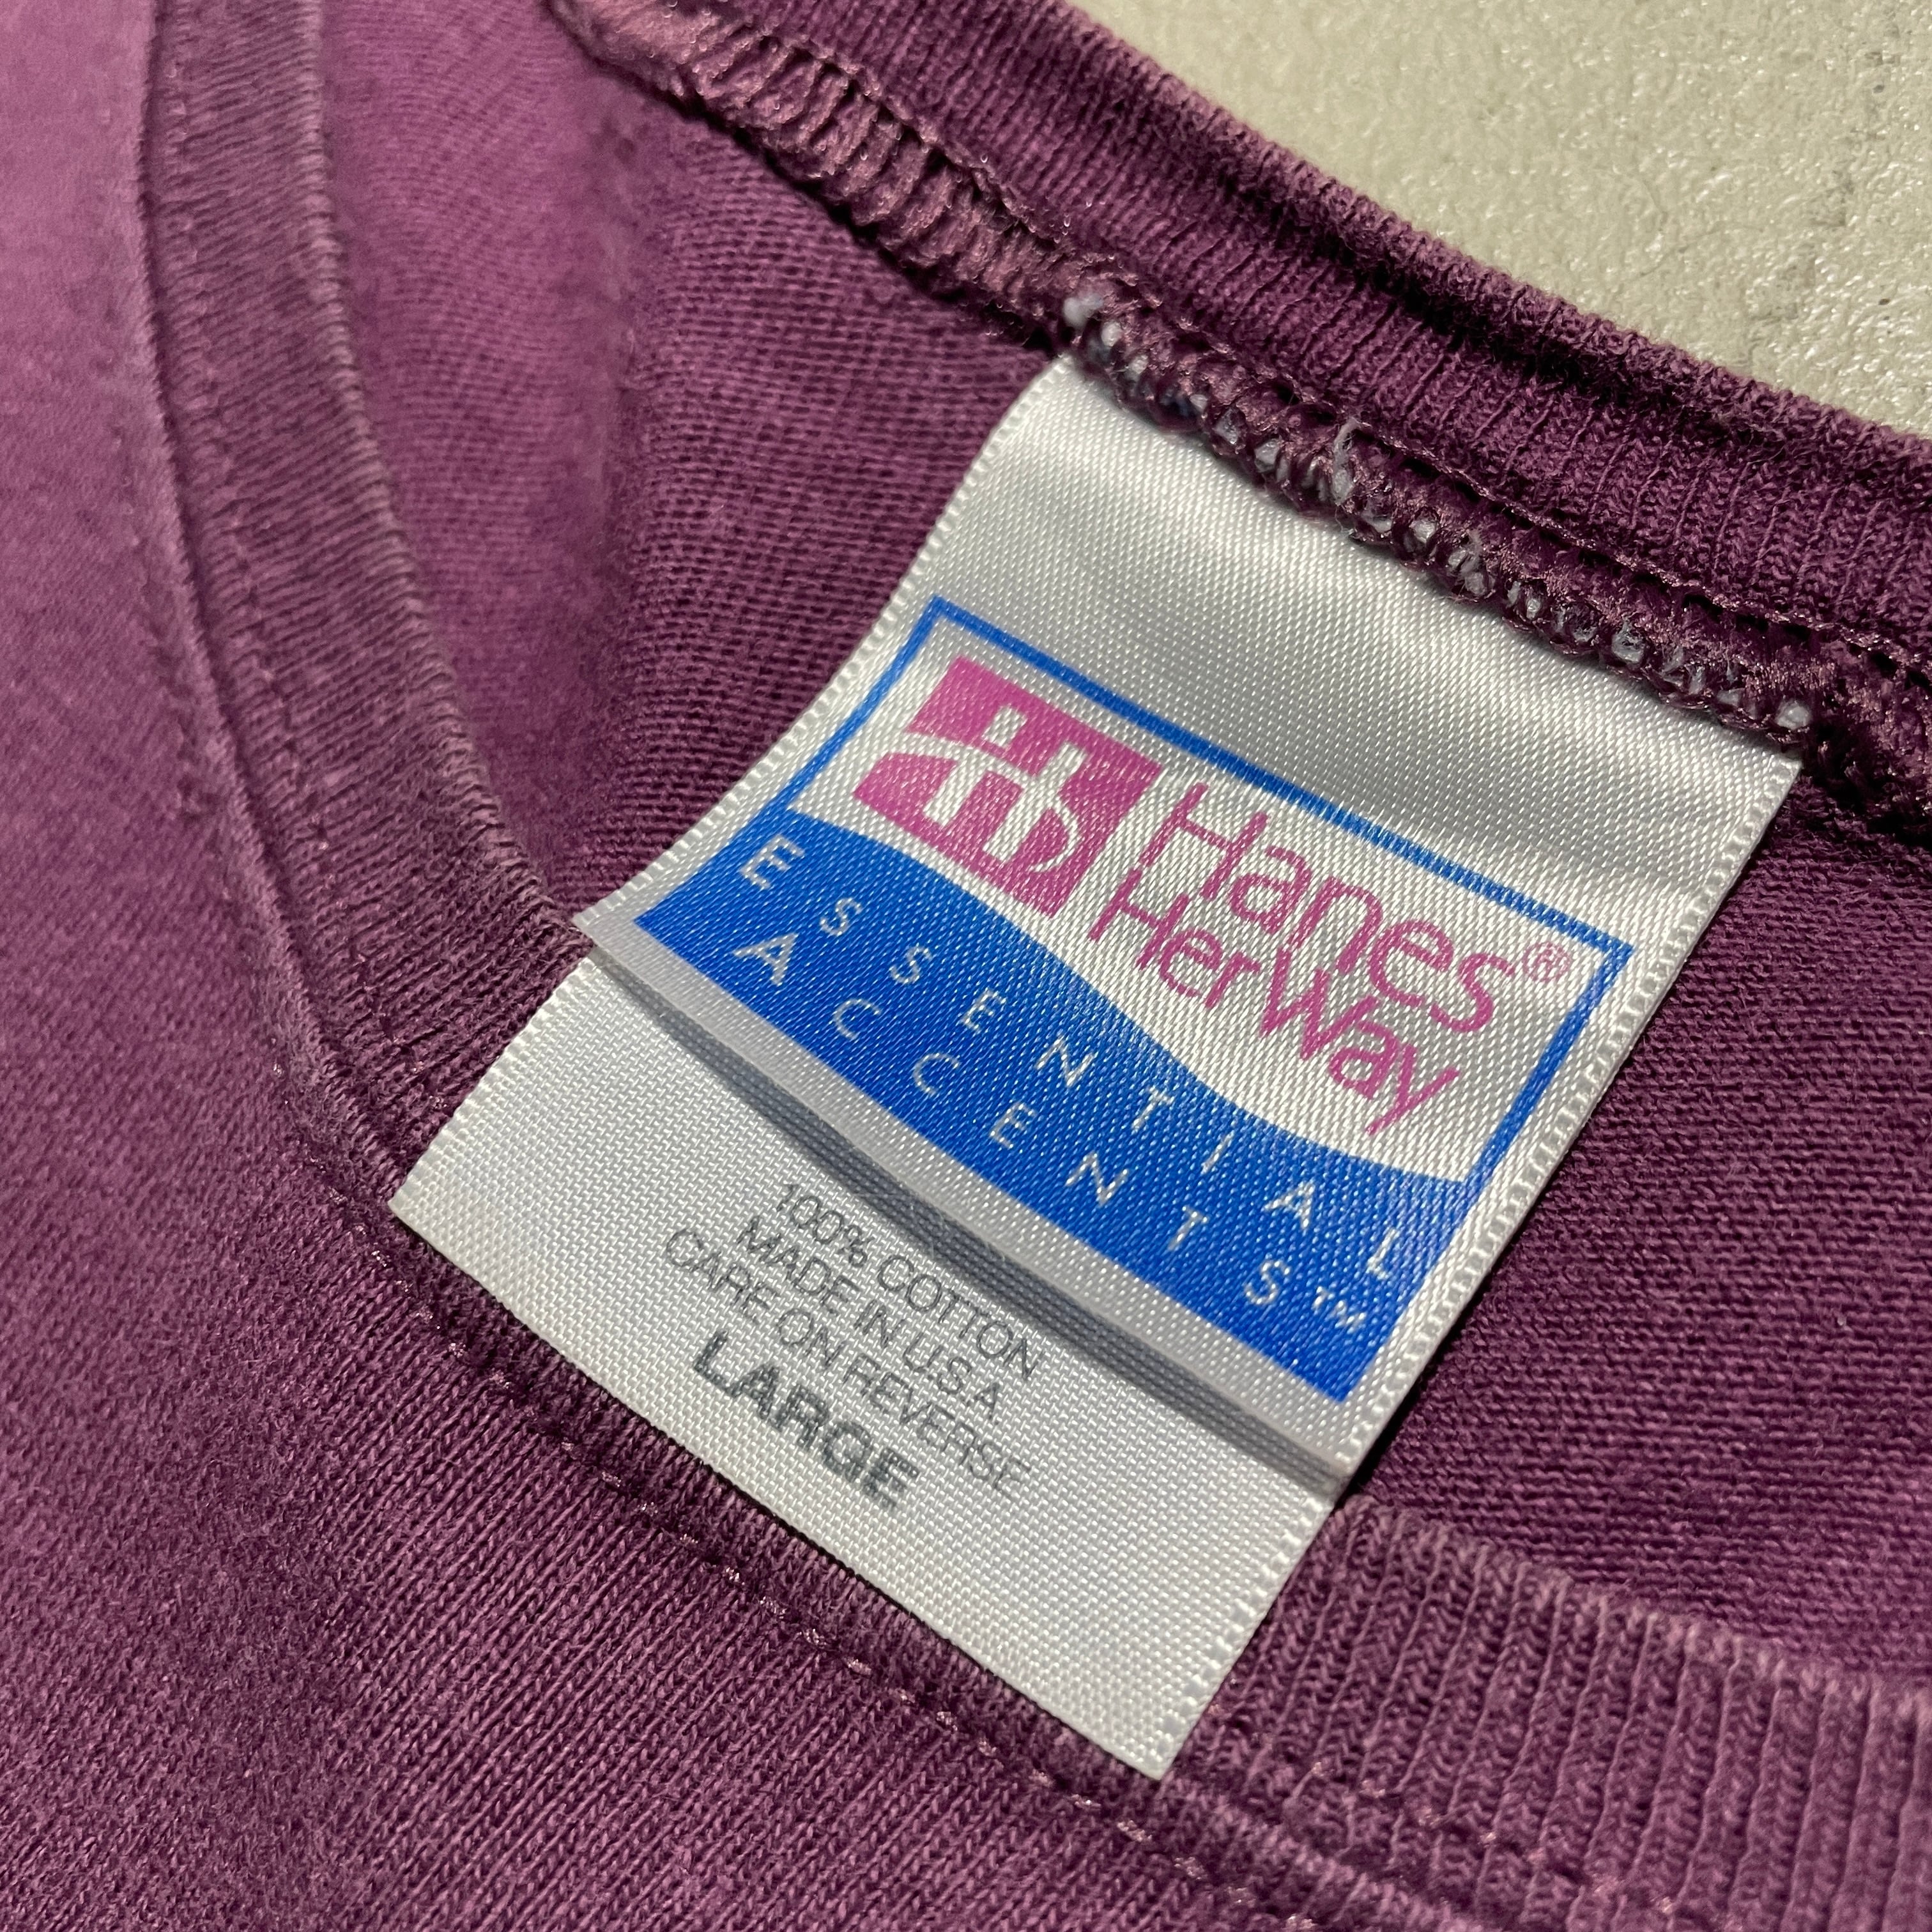 Hanes®
HerWay
ESSENTIAL
ACCENTS™
100% COTTON
MADE IN U.S.A
CARE ON REVERSE
LARGE